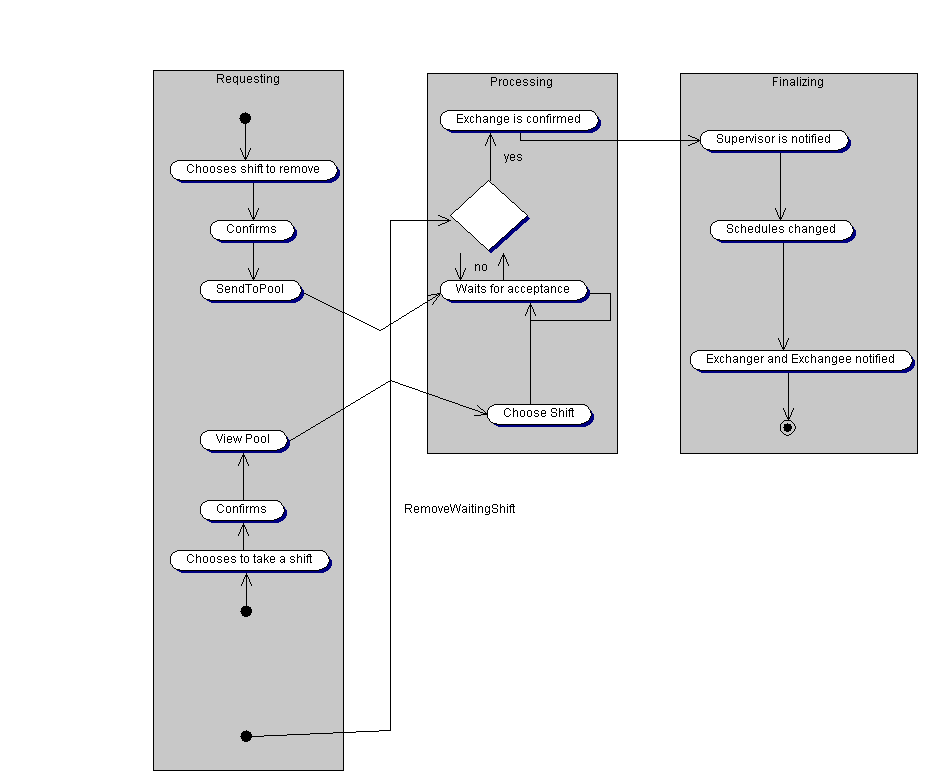 Requesting
Chooses shift to remove
Confirms
SendToPool
View Pool
Confirms
Chooses to take a shift
Processing
Exchange is confirmed
yes
no
Waits for acceptance
Choose Shift
RemoveWaitingShift
Finalizing
Supervisor is notified
Schedules changed
Exchanger and Exchangee notified